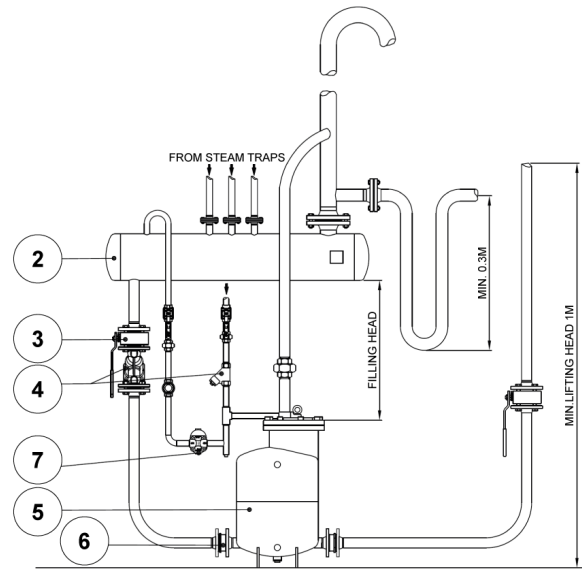 FROM STEAM TRAPS
2
MIN. 0.3M
3
FILLING HEAD
MIN.LIFTING HEAD 1M
4
7
5
6